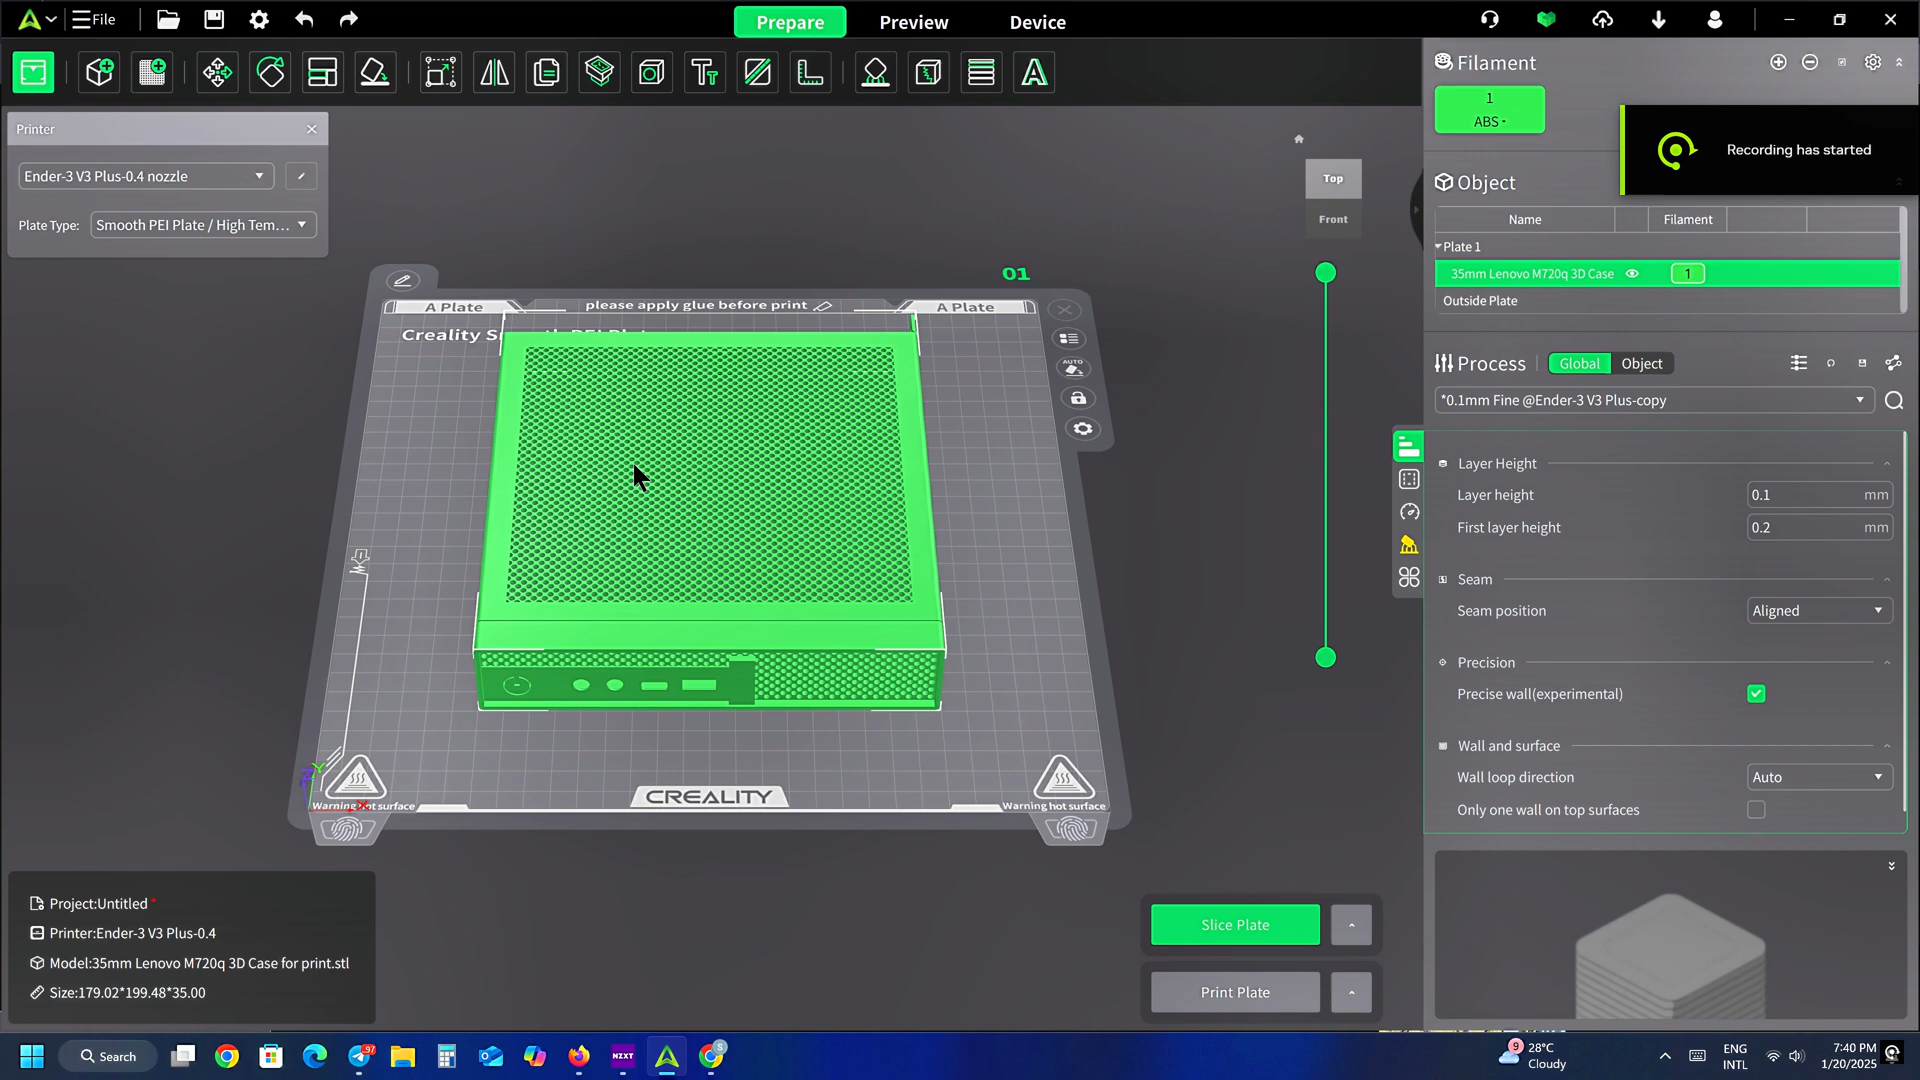 File
Prepare
Preview
Device
Printer
Ender-3 V3 Plus-0.4 nozzle
Plate Type:
Smooth PEI Plate / High Tem...
Top
Front
01
A Plate
please apply glue before print
A Plate
Creality S
Warning hot surface
CREALITY
Warning hot surface
X
Y
Z
AUTO
Project:Untitled *
Printer:Ender-3 V3 Plus-0.4
Model:35mm Lenovo M720q 3D Case for print.stl
Size:179.02*199.48*35.00
Slice Plate
Print Plate
Filament
1
ABS
Recording has started
Object
Name
Filament
Plate 1
35mm Lenovo M720q 3D Case
1
Outside Plate
Process
Global
Object
*0.1mm Fine @Ender-3 V3 Plus-copy
Layer Height
Layer height
0.1 mm
First layer height
0.2 mm
Seam
Seam position
Aligned
Precision
Precise wall(experimental)
Wall and surface
Wall loop direction
Auto
Only one wall on top surfaces
Search
97
NZXT
S
9
28°C
Cloudy
ENG
INTL
7:40 PM
1/20/2025